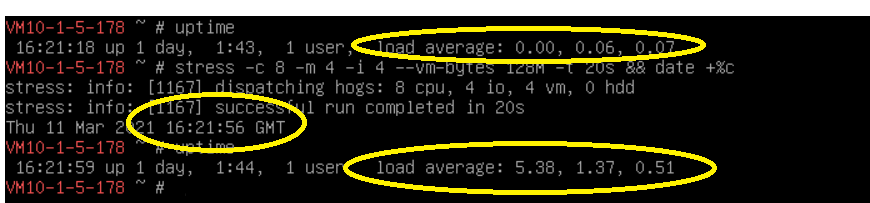 VM10-1-5-178 ~ # uptime
16:21:18 up 1 day,  1:43,  1 user,  load average: 0.00, 0.06, 0.07
VM10-1-5-178 ~ # stress -c 8 -m 4 -i 4 --vm-bytes 128M -t 20s && date +%c
stress: info: [1167] dispatching hogs: 8 cpu, 4 io, 4 vm, 0 hdd
stress: info: [1167] successful run completed in 20s
Thu 11 Mar 2021 16:21:56 GMT
VM10-1-5-178 ~ # uptime
16:21:59 up 1 day,  1:44,  1 user,  load average: 5.38, 1.37, 0.51
VM10-1-5-178 ~ #